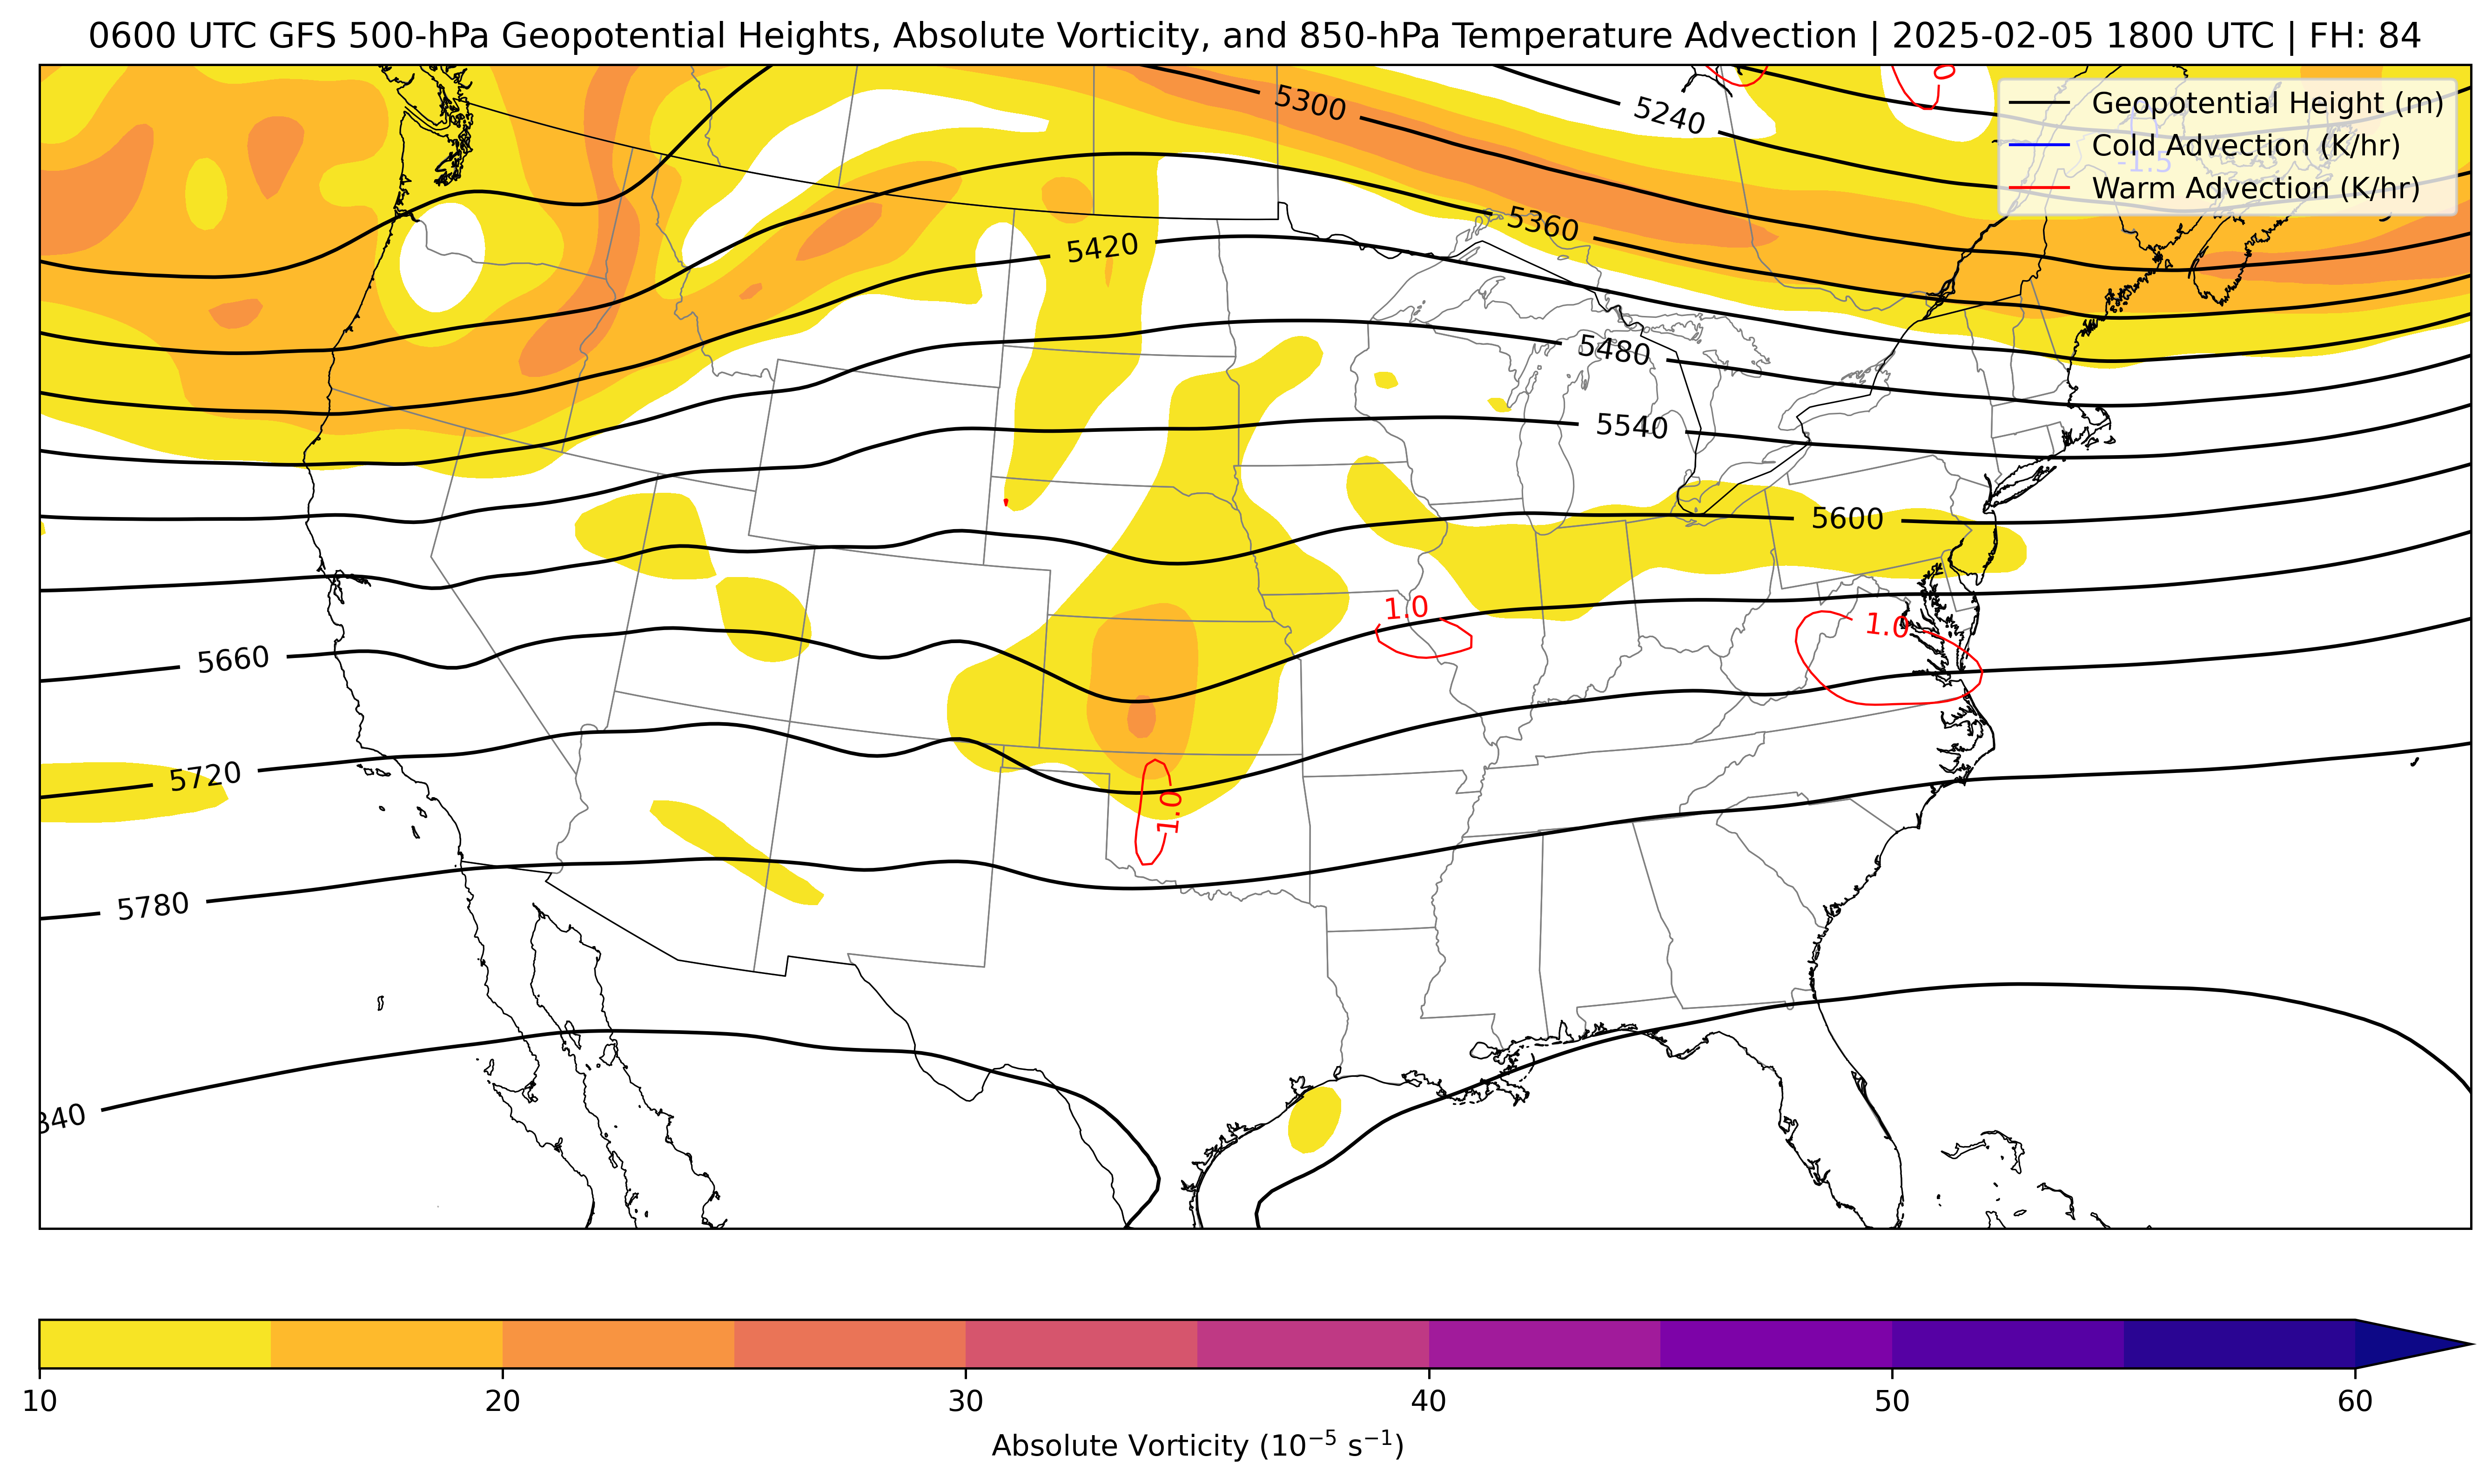 0600 UTC GFS 500-hPa Geopotential Heights, Absolute Vorticity, and 850-hPa Temperature Advection | 2025-02-05 1800 UTC | FH: 84
Geopotential Height (m)
Cold Advection (K/hr)
Warm Advection (K/hr)
-1.5
5300
5240
5360
5420
5480
5540
5600
1.0
1.0
5660
5720
1.0
5780
840
10 20 30 40 50 60
Absolute Vorticity (10⁻⁵ s⁻¹)